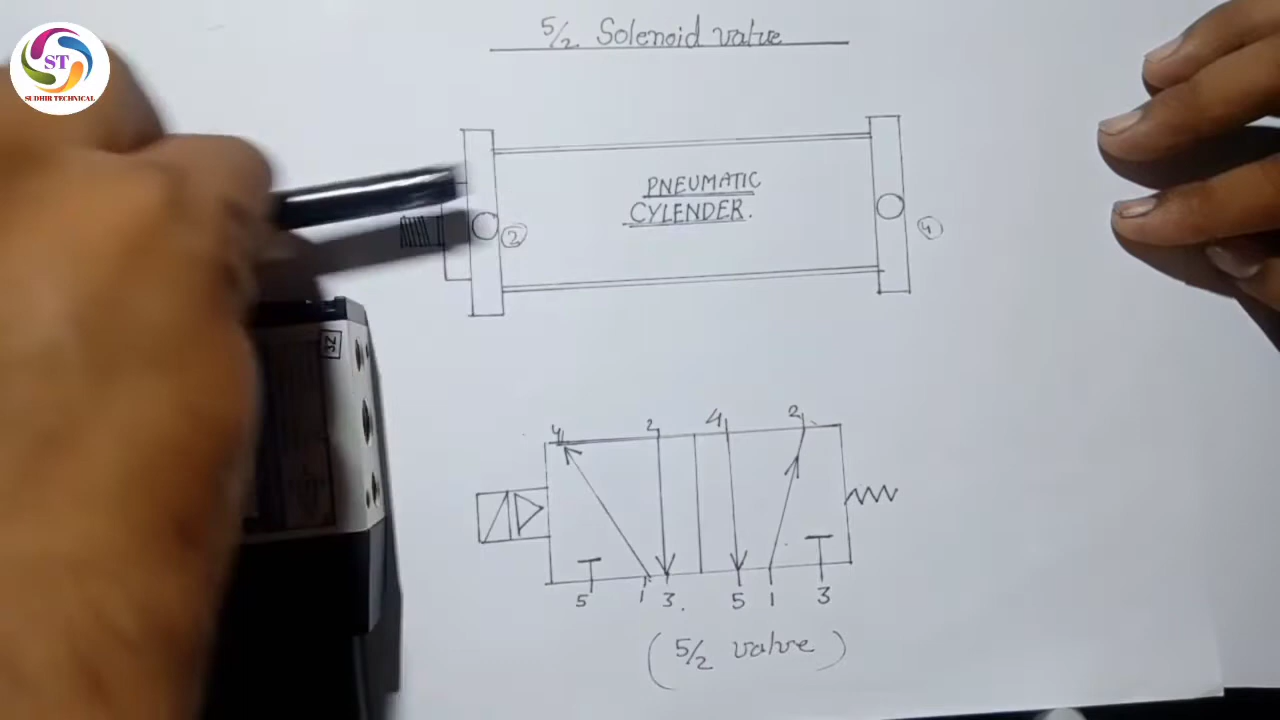 5/2 Solenoid valve
ST
SUDHIR TECHNICAL
PNEUMATIC
CYLENDER.
2
4
3Z
4 2 4 2
5 1 3. 5 1 3
(5/2 valve)